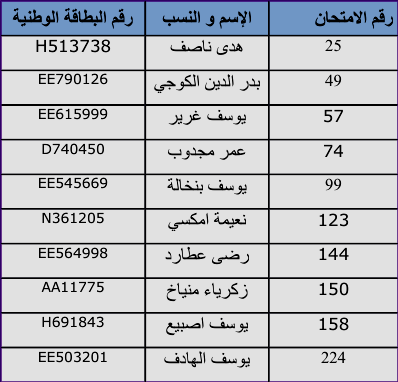 رقم الامتحان الإسم و النسب رقم البطاقة الوطنية
25 هدى ناصف H513738
49 بدر الدين الكوجي EE790126
57 يوسف غرير EE615999
74 عمر مجدوب D740450
99 يوسف بنخالة EE545669
123 نعيمة امكسي N361205
144 رضى عطارد EE564998
150 زكرياء منياخ AA11775
158 يوسف اصبيع H691843
224 يوسف الهادف EE503201